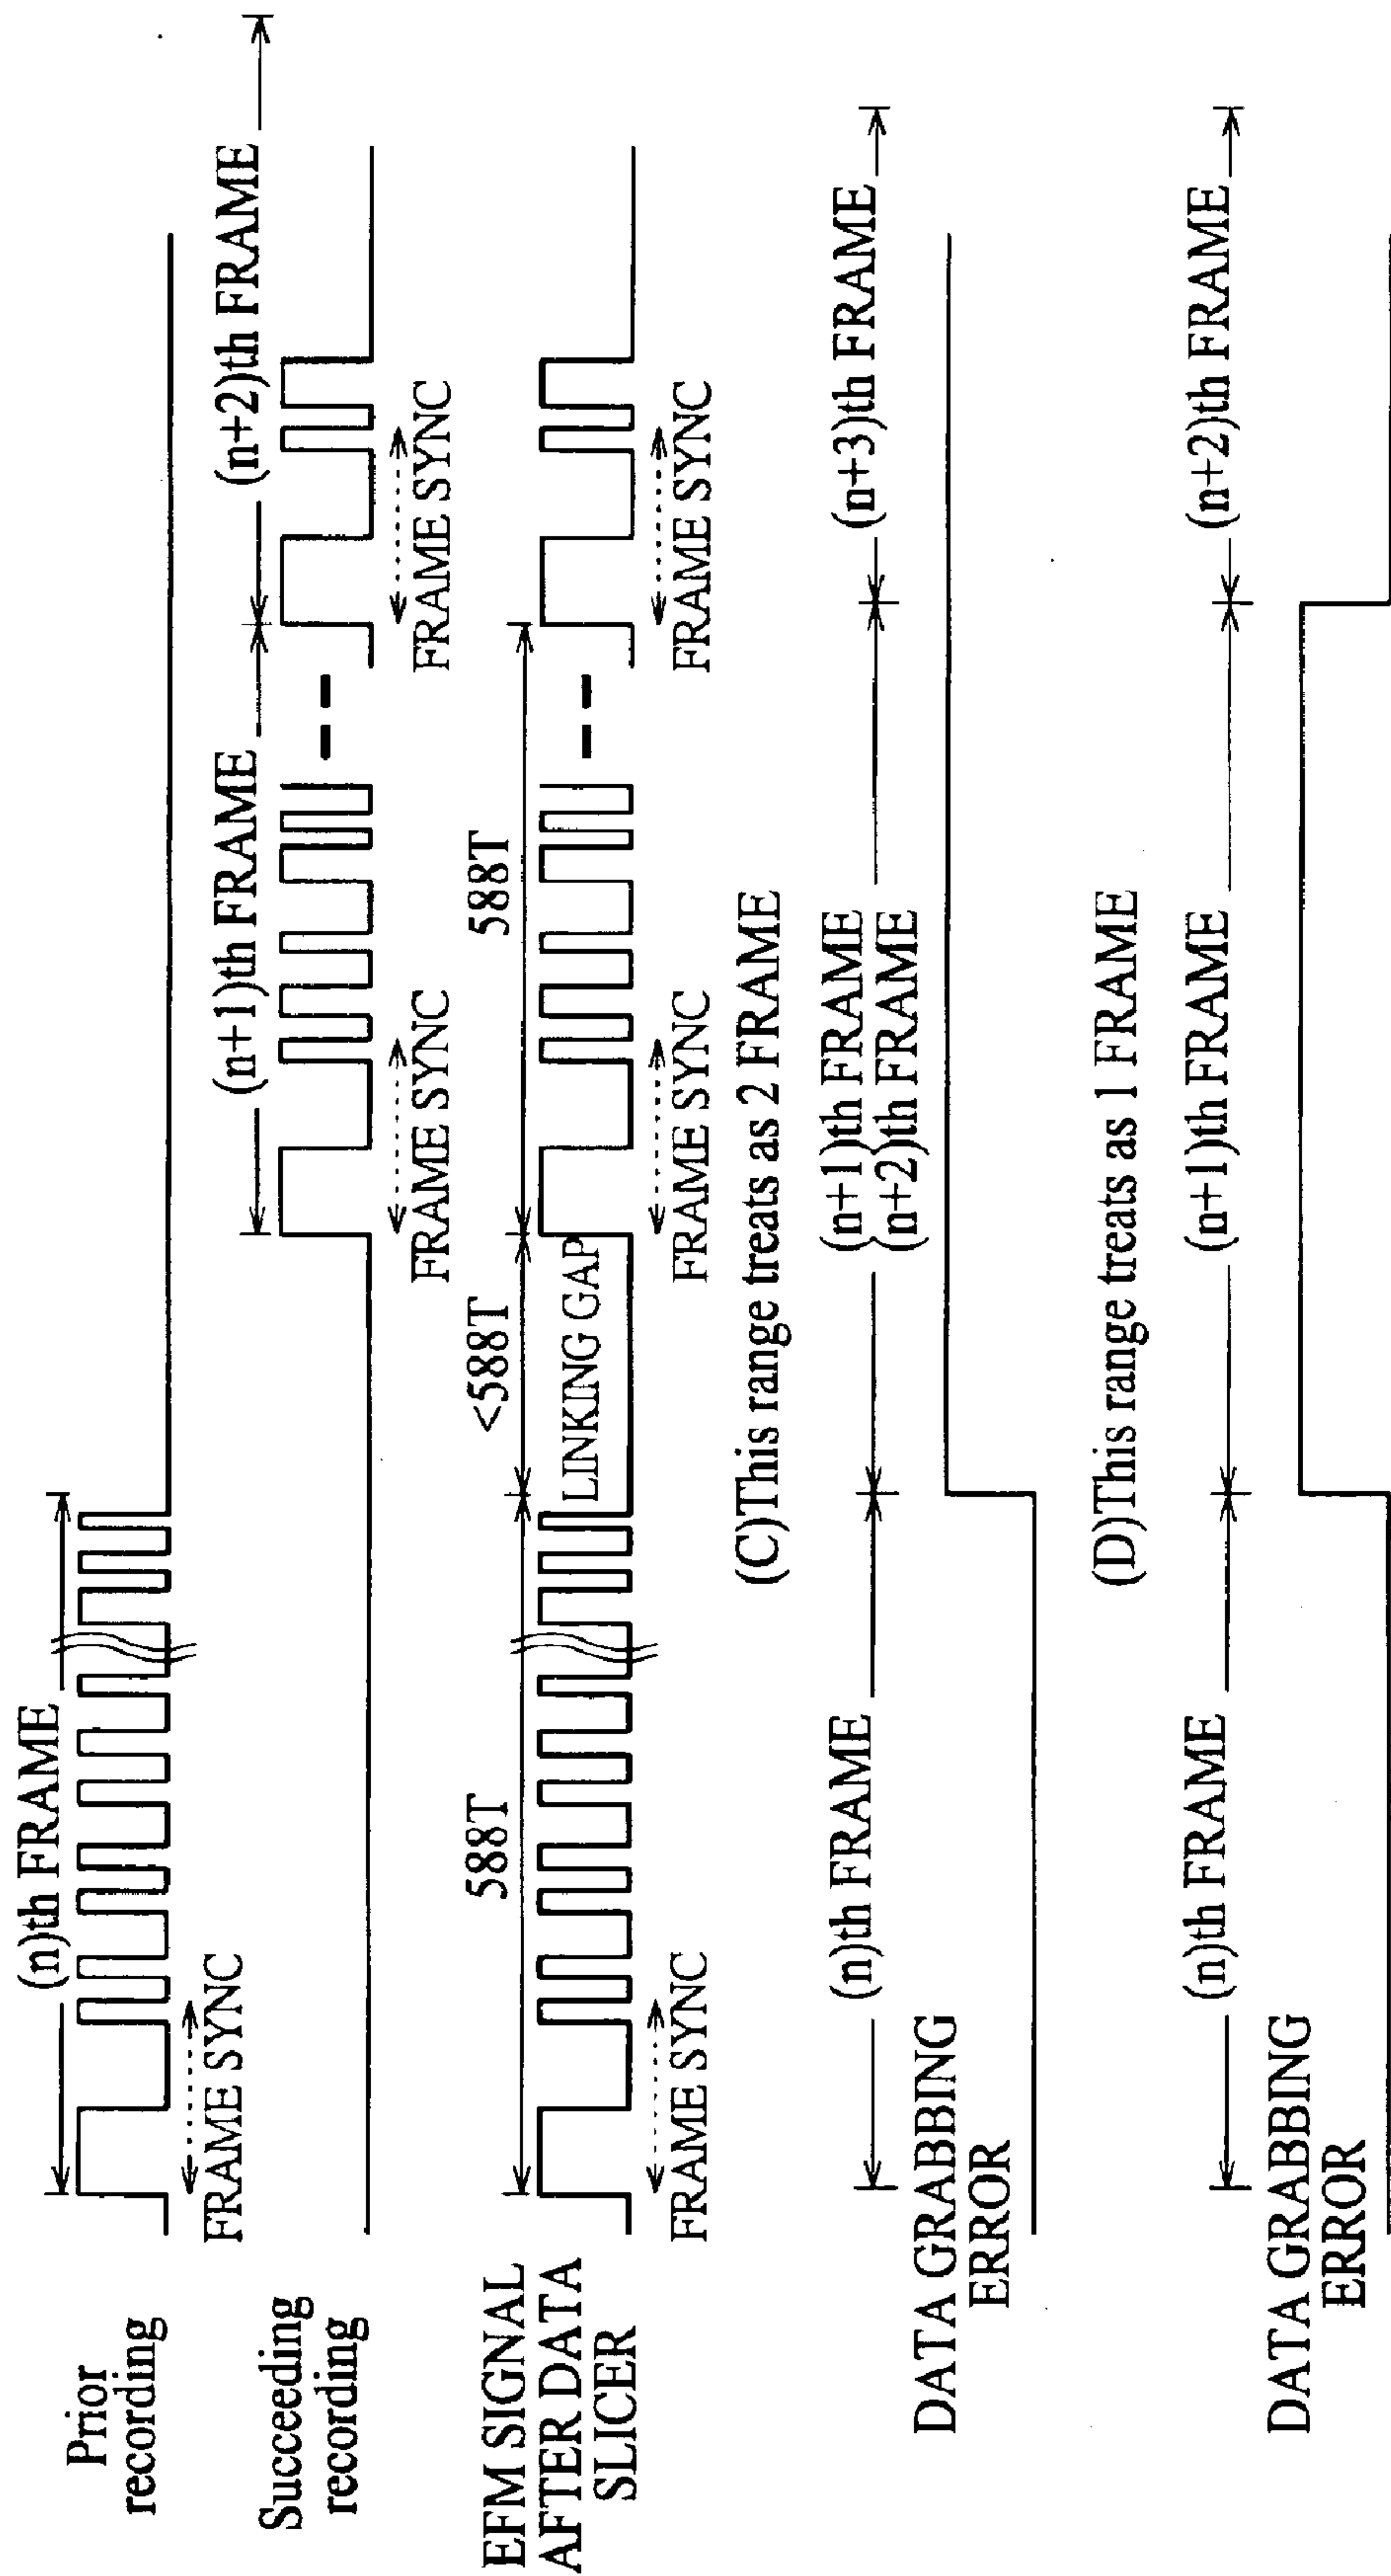 Prior
recording
(n)th FRAME
FRAME SYNC
Succeeding
recording
(n+1)th FRAME
(n+2)th FRAME
FRAME SYNC
FRAME SYNC
EFM SIGNAL
AFTER DATA
SLICER
588T
<588T
588T
LINKING GAP
FRAME SYNC
FRAME SYNC
FRAME SYNC
(C)This range treats as 2 FRAME
(n)th FRAME
(n+1)th FRAME
(n+2)th FRAME
(n+3)th FRAME
DATA GRABBING
ERROR
(D)This range treats as 1 FRAME
(n)th FRAME
(n+1)th FRAME
(n+2)th FRAME
DATA GRABBING
ERROR